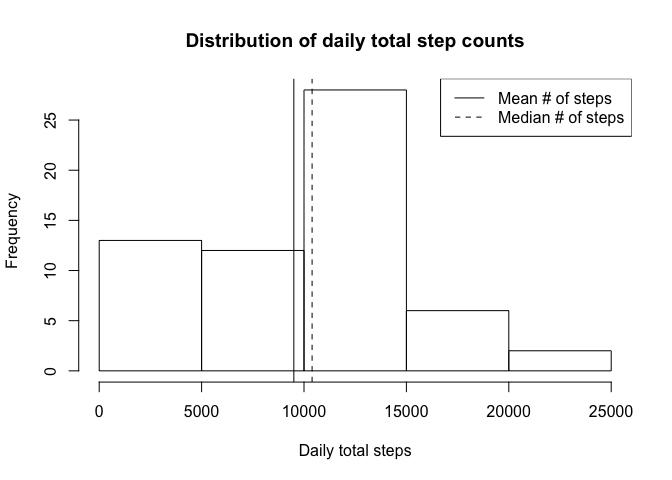 Distribution of daily total step counts
Mean # of steps
Median # of steps
Frequency
25
20
15
10
5
0
0 5000 10000 15000 20000 25000
Daily total steps